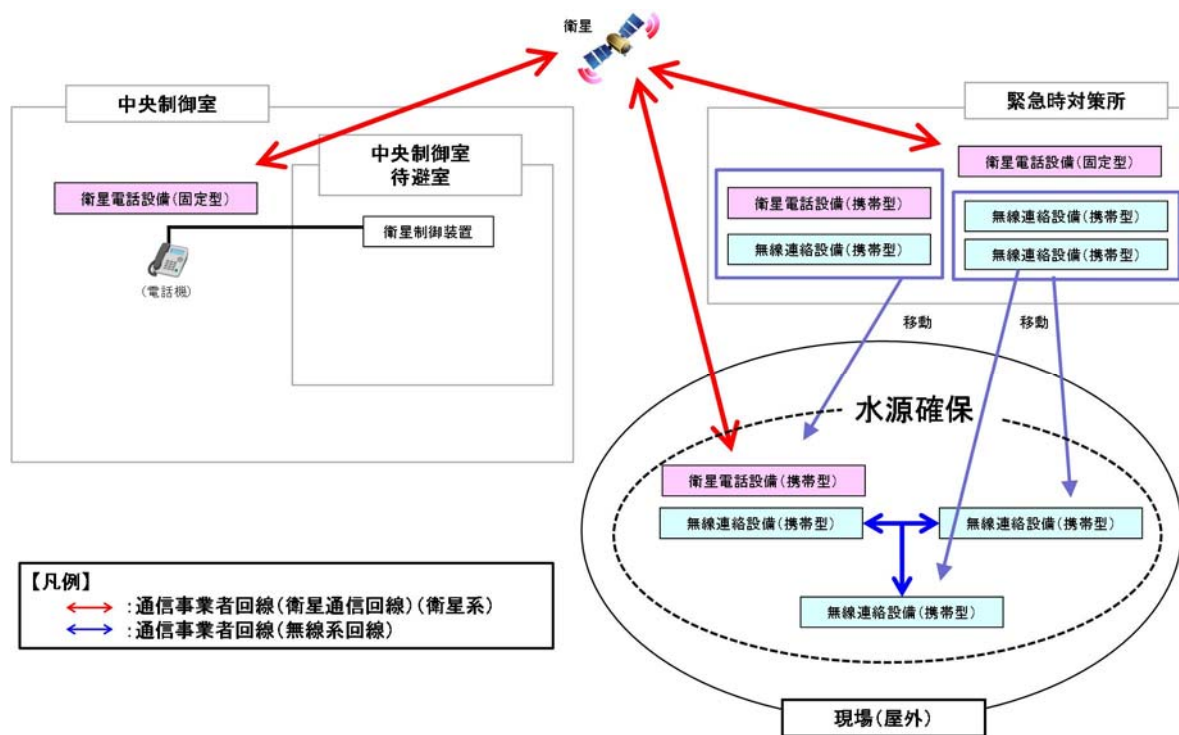 衛星
中央制御室
中央制御室
待避室
衛星電話設備(固定型)
衛星制御装置
(電話機)
緊急時対策所
衛星電話設備(固定型)
衛星電話設備(携帯型)
無線連絡設備(携帯型)
無線連絡設備(携帯型)
無線連絡設備(携帯型)
移動
移動
水源確保
衛星電話設備(携帯型)
無線連絡設備(携帯型)
無線連絡設備(携帯型)
無線連絡設備(携帯型)
現場(屋外)
【凡例】
:通信事業者回線(衛星通信回線)(衛星系)
:通信事業者回線(無線系回線)